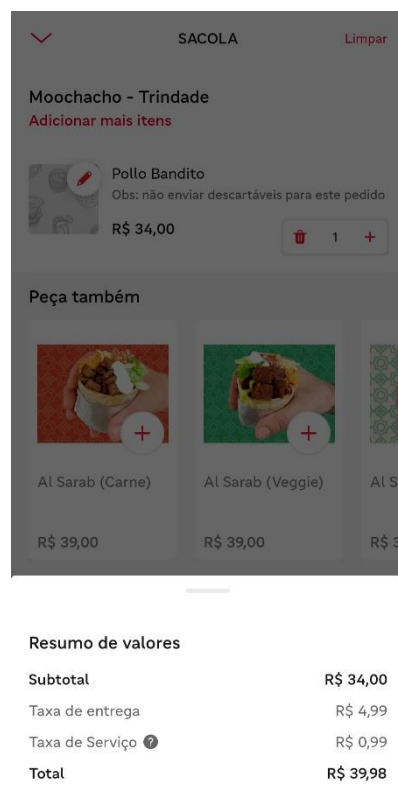 SACOLA Limpar
Moochacho - Trindade
Adicionar mais itens
Pollo Bandito
Obs: não enviar descartáveis para este pedido
R$ 34,00 1 +
Peça também
+ +
Al Sarab (Carne) Al Sarab (Veggie) Al S
R$ 39,00 R$ 39,00 R$ 3
Resumo de valores
Subtotal R$ 34,00
Taxa de entrega R$ 4,99
Taxa de Serviço ? R$ 0,99
Total R$ 39,98